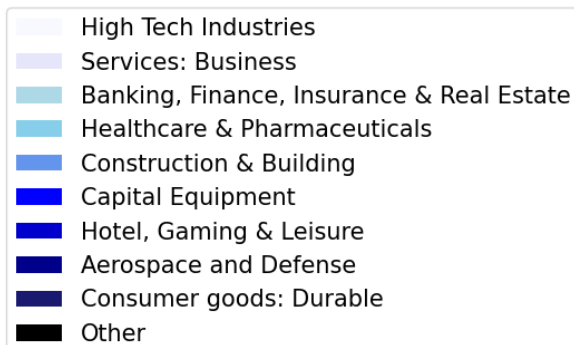 High Tech Industries
Services: Business
Banking, Finance, Insurance & Real Estate
Healthcare & Pharmaceuticals
Construction & Building
Capital Equipment
Hotel, Gaming & Leisure
Aerospace and Defense
Consumer goods: Durable
Other